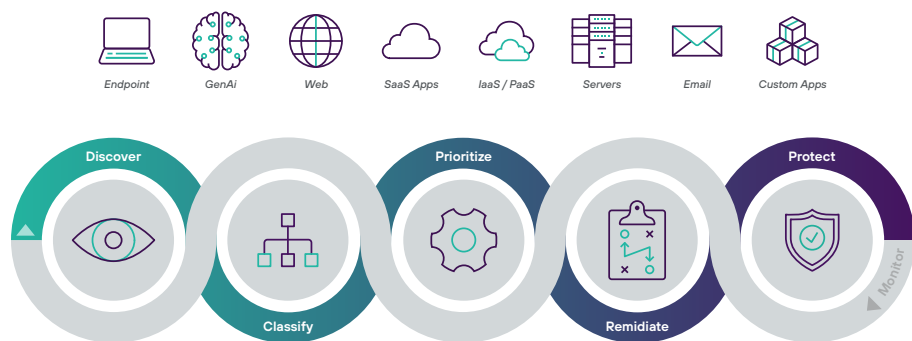 Endpoint
GenAi
Web
SaaS Apps
IaaS / PaaS
Servers
Email
Custom Apps
Discover
Prioritize
Protect
Monitor
Classify
Remidiate